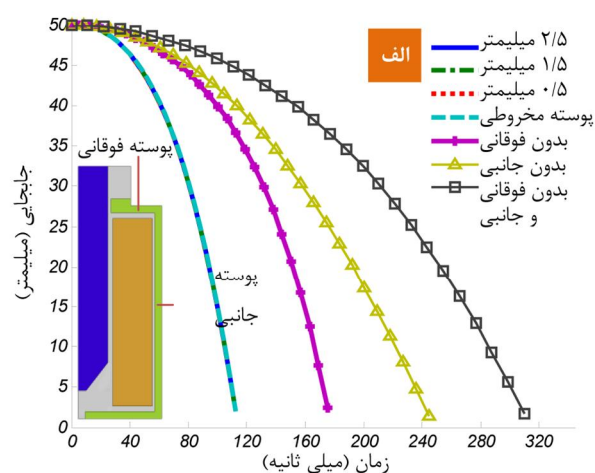 الف
۲/۵ میلیمتر
۱/۵ میلیمتر
۰/۵ میلیمتر
پوسته مخروطی
بدون فوقانی
بدون جانبی
بدون فوقانی
و جانبی
جابجایی (میلیمتر)
50
45
40
35
30
25
20
15
10
5
0
پوسته فوقانی
پوسته
جانبی
0 40 80 120 160 200 240 280 320
زمان (میلی ثانیه)